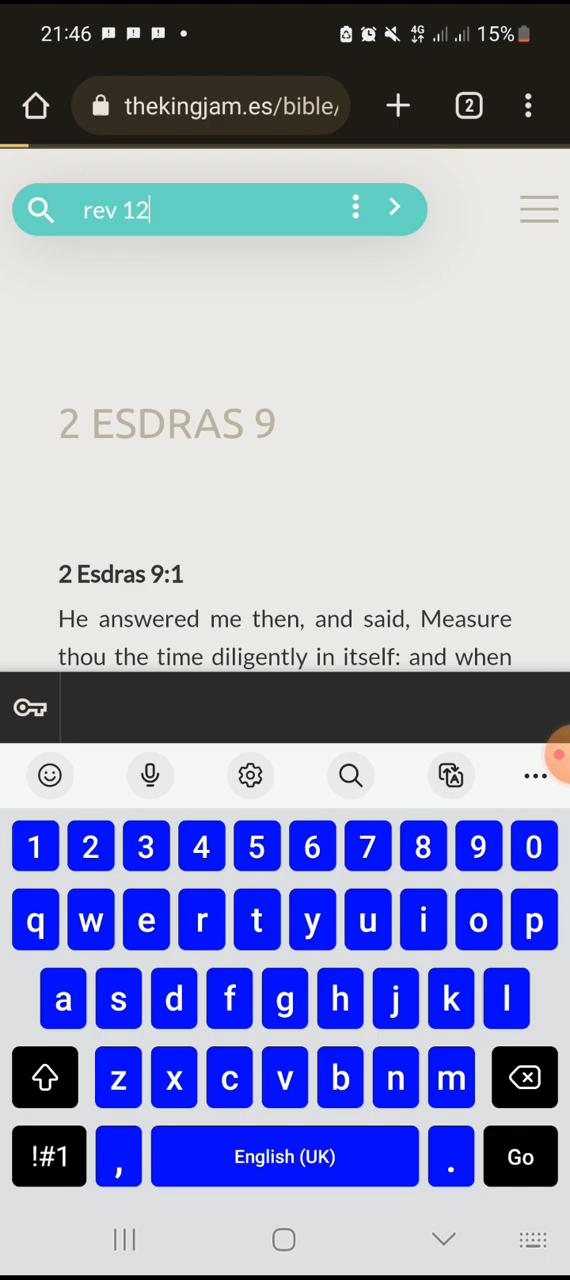 21:46
4G
15%
thekingjam.es/bible/
2
rev 12
2 ESDRAS 9
2 Esdras 9:1
He answered me then, and said, Measure
thou the time diligently in itself: and when
1 2 3 4 5 6 7 8 9 0
q w e r t y u i o p
a s d f g h j k l
z x c v b n m
!#1 , English (UK) . Go